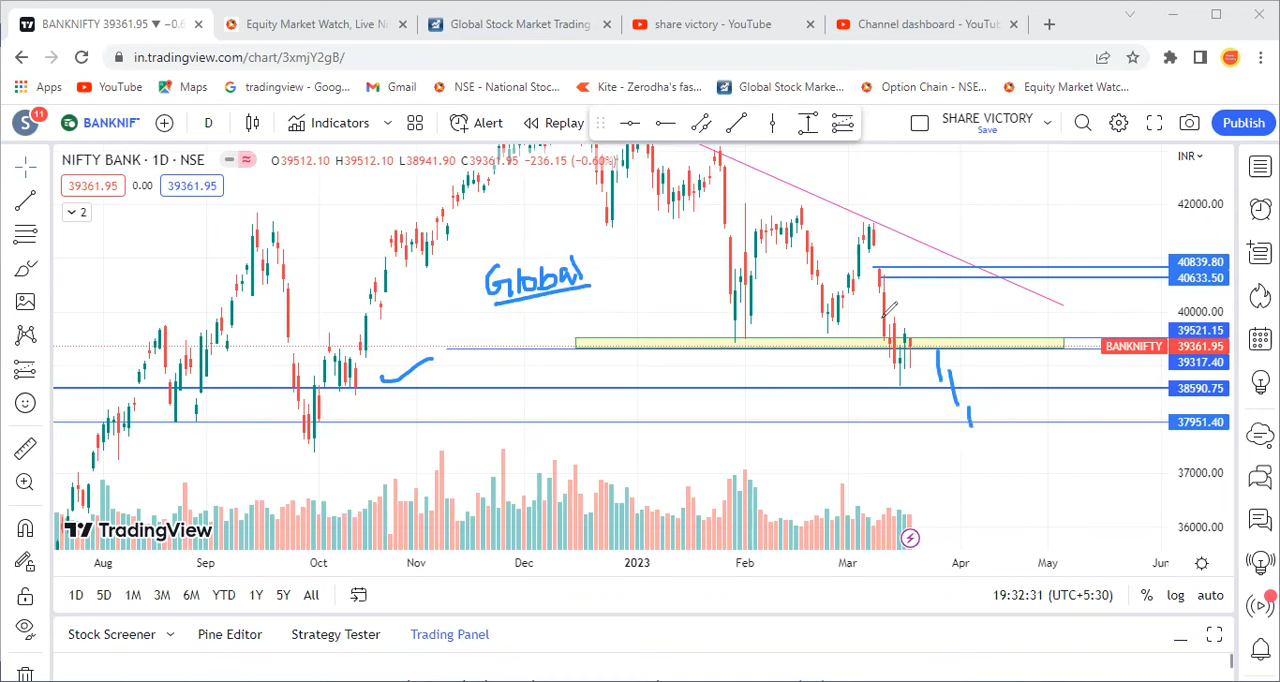 BANKNIFTY 39361.95 ▼ −0.6
Equity Market Watch, Live Ni
Global Stock Market Trading
share victory - YouTube
Channel dashboard - YouTub
in.tradingview.com/chart/3xmjY2gB/
Apps
YouTube
Maps
tradingview - Goog...
Gmail
NSE - National Stoc...
Kite - Zerodha's fas...
Global Stock Marke...
Option Chain - NSE...
Equity Market Watc...
S
11
BANKNIF
D
Indicators
Alert
Replay
SHARE VICTORY
Save
Publish
NIFTY BANK · 1D · NSE
O39512.10 H39512.10 L38941.90 C39361.95 −236.15 (−0.60%)
INR
39361.95
0.00
39361.95
2
42000.00
Global
40839.80
40633.50
40000.00
39521.15
BANKNIFTY
39361.95
39317.40
38590.75
37951.40
37000.00
36000.00
TradingView
Aug
Sep
Oct
Nov
Dec
2023
Feb
Mar
Apr
May
Jun
1D
5D
1M
3M
6M
YTD
1Y
5Y
All
19:32:31 (UTC+5:30)
%
log
auto
Stock Screener
Pine Editor
Strategy Tester
Trading Panel